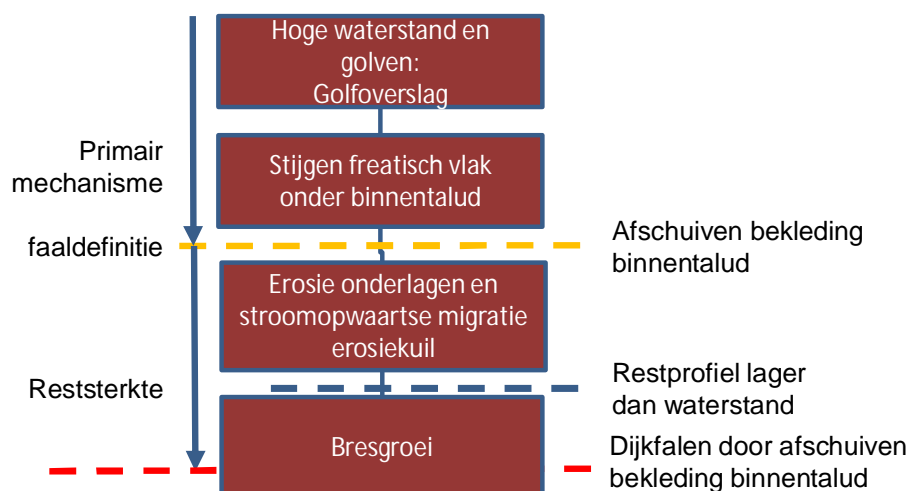 Hoge waterstand en
golven:
Golfoverslag
Primair
mechanisme
Stijgen freatisch vlak
onder binnentalud
faaldefinitie
Afschuiven bekleding
binnentalud
Erosie onderlagen en
stroomopwaartse migratie
erosiekuil
Reststerkte
Restprofiel lager
dan waterstand
Bresgroei
Dijkfalen door afschuiven
bekleding binnentalud